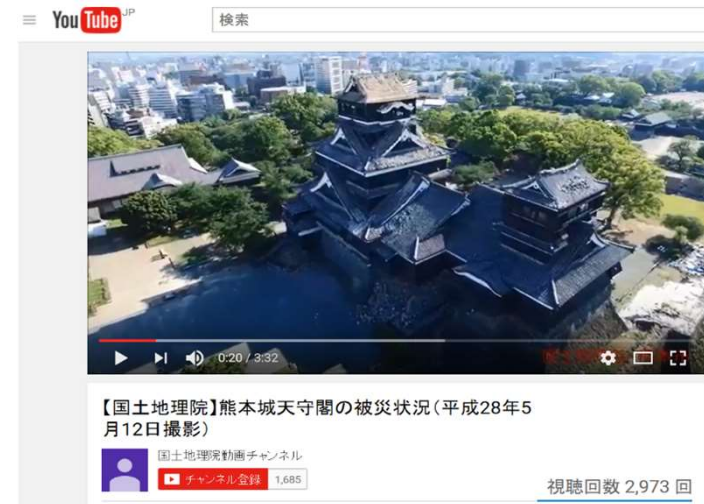 YouTube JP
検索
0:20 / 3:32
【国土地理院】熊本城天守閣の被災状況(平成28年5
月12日撮影)
国土地理院動画チャンネル
チャンネル登録 1,685
視聴回数 2,973 回